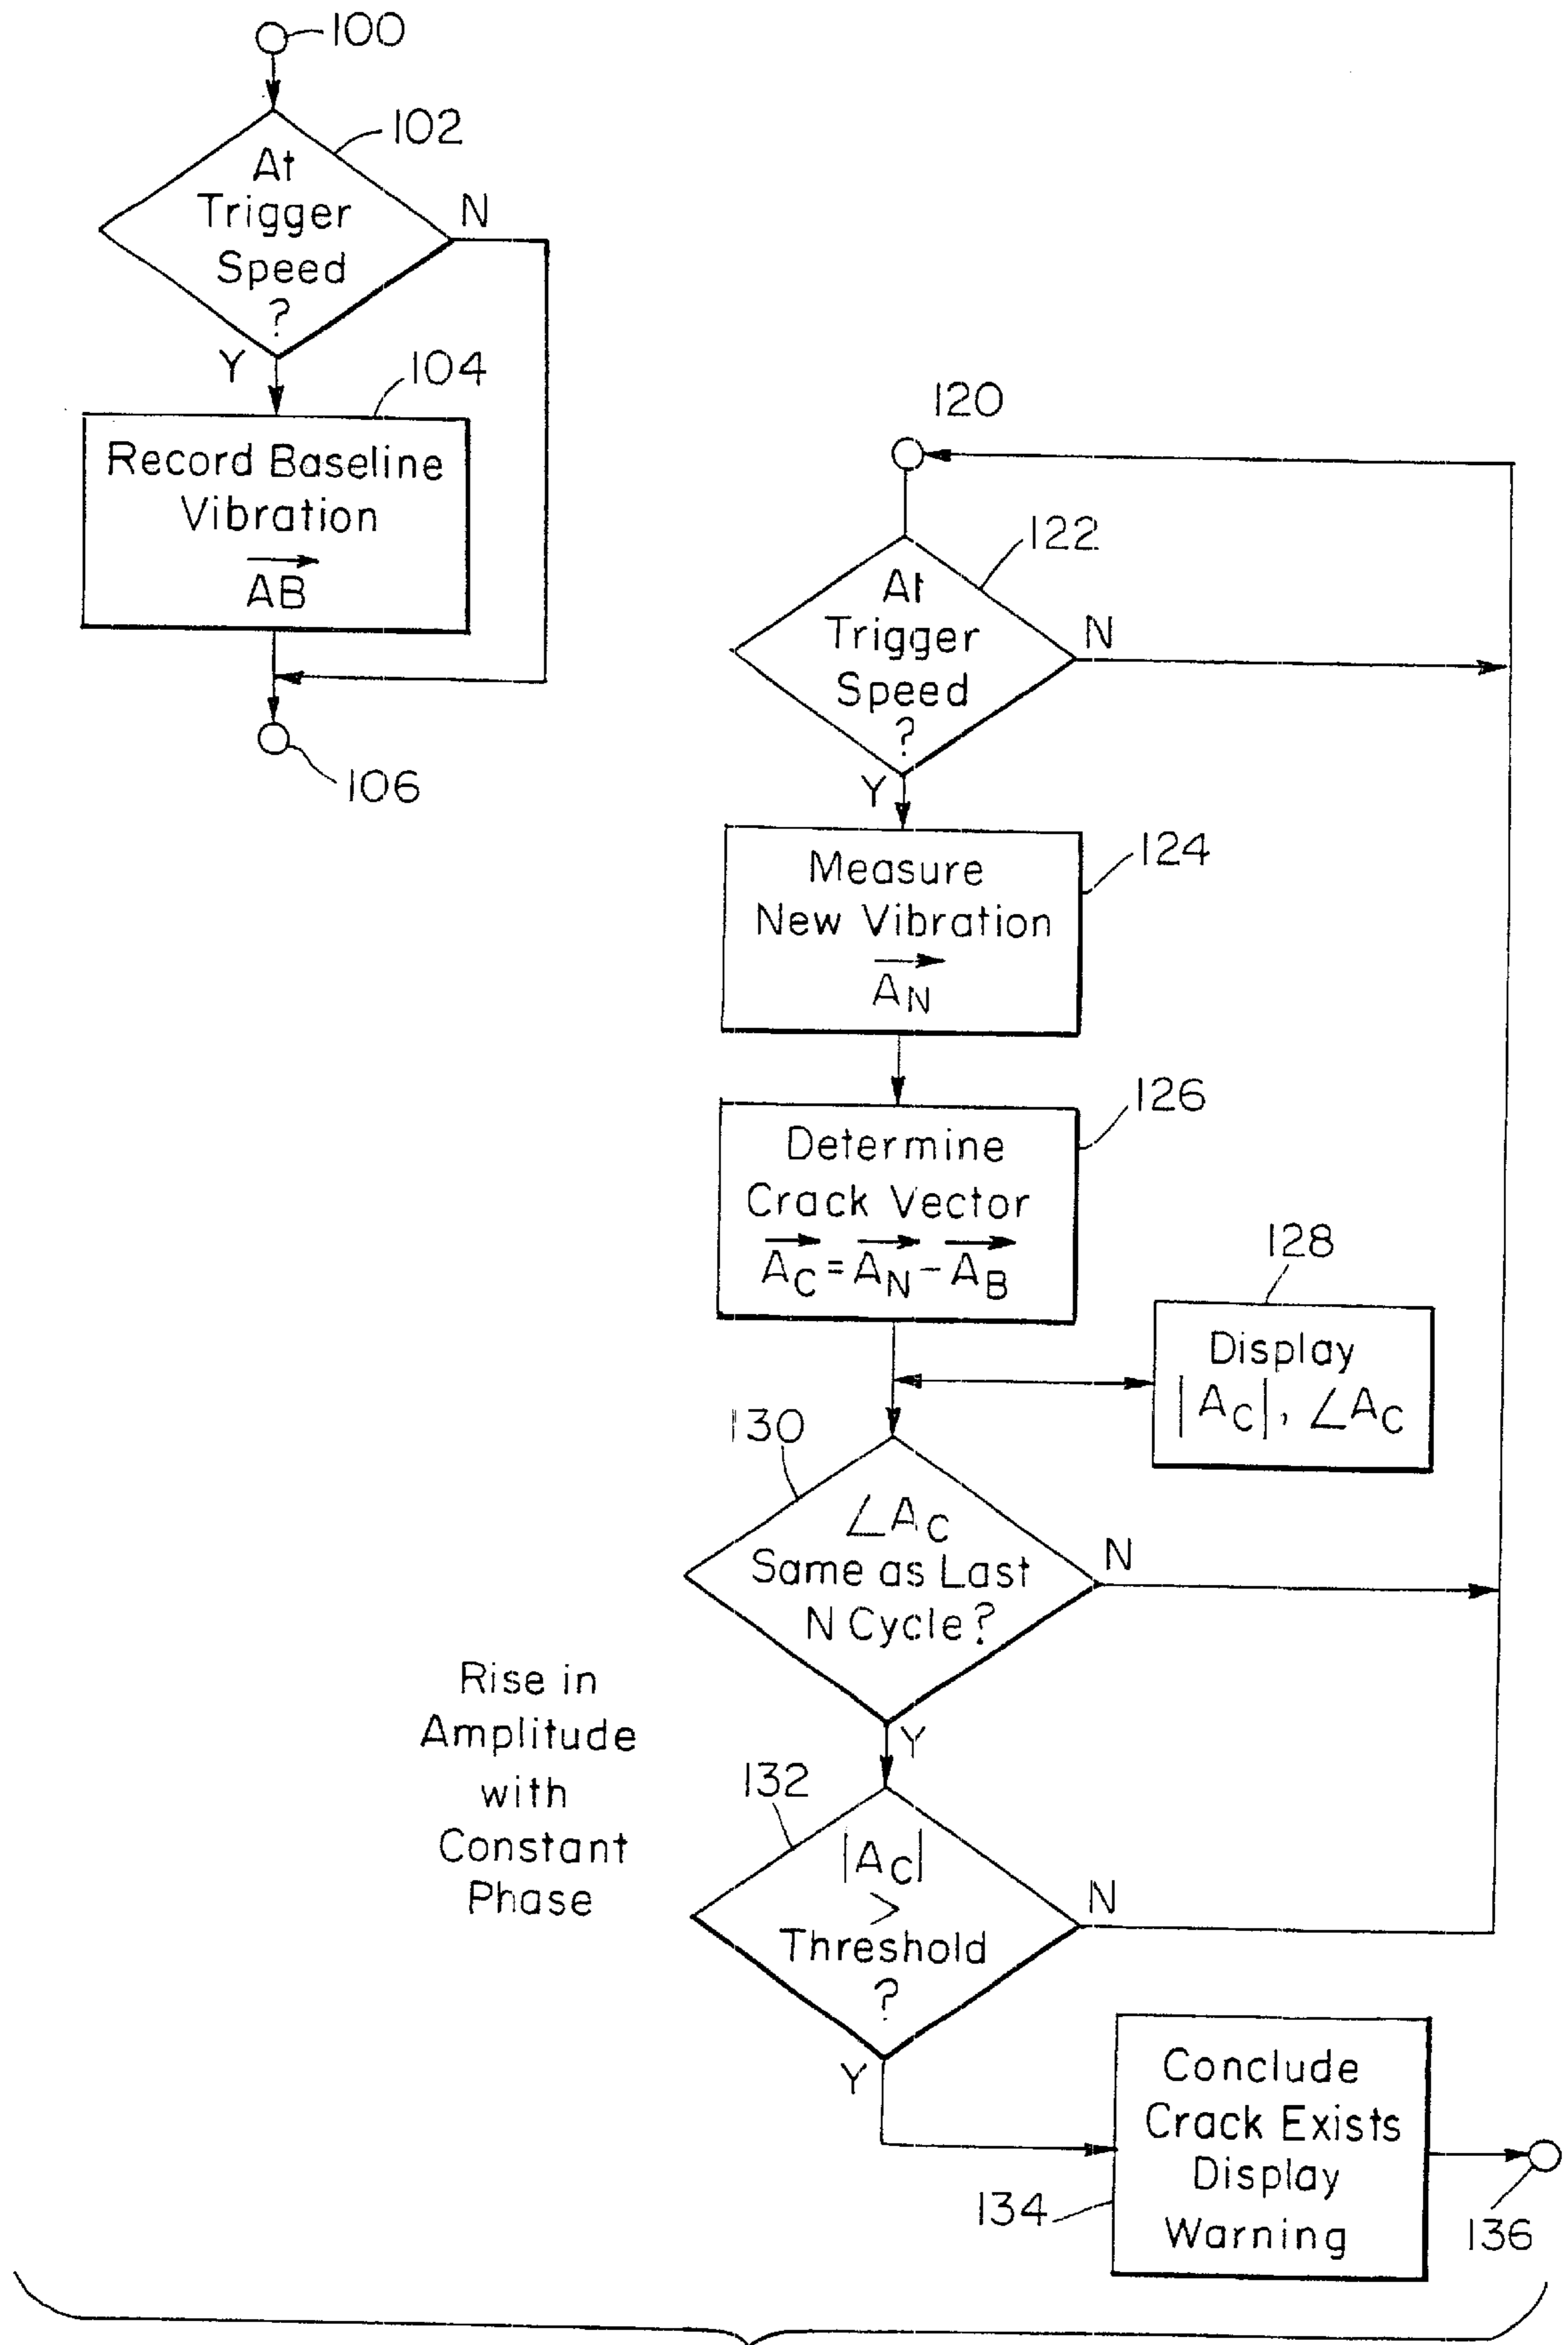 100
102
At
Trigger
Speed
?
N
Y
104
Record Baseline
Vibration
AB
106
120
122
At
Trigger
Speed
?
N
Y
124
Measure
New Vibration
A_N
126
Determine
Crack Vector
A_C = A_N - A_B
128
Display
|A_C|, ∠A_C
130
∠A_C
Same as Last
N Cycle?
N
Y
Rise in
Amplitude
with
Constant
Phase
132
|A_C|
>
Threshold
?
N
Y
134
Conclude
Crack Exists
Display
Warning
136